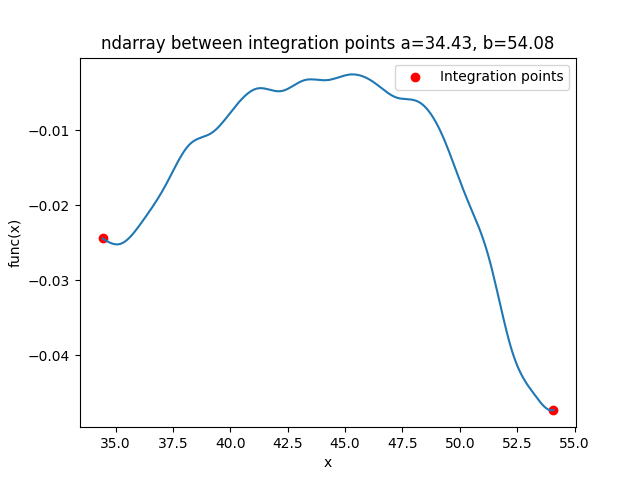 ndarray between integration points a=34.43, b=54.08
Integration points
−0.01
−0.02
−0.03
−0.04
func(x)
35.0 37.5 40.0 42.5 45.0 47.5 50.0 52.5 55.0
x